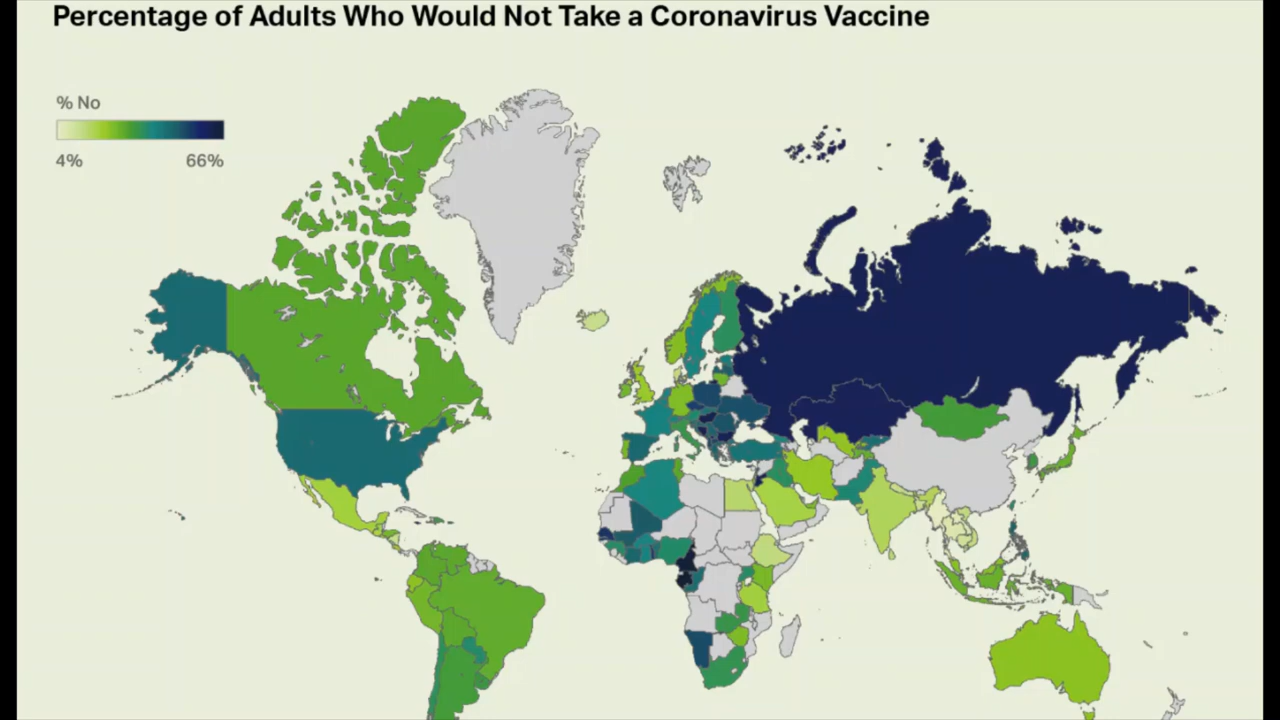 Percentage of Adults Who Would Not Take a Coronavirus Vaccine
% No
4% 66%